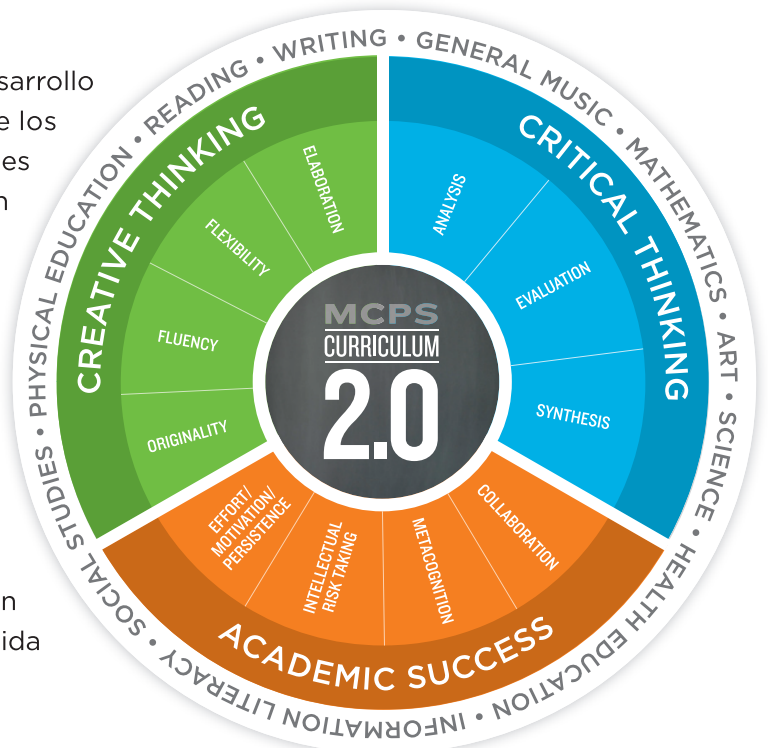 sarrollo
e los
es
n
n
ida
WRITING • GENERAL MUSIC • MATHEMATICS • ART • SCIENCE • HEALTH EDUCATION • INFORMATION LITERACY • SOCIAL STUDIES • PHYSICAL EDUCATION • READING •
CREATIVE THINKING
ELABORATION
FLEXIBILITY
FLUENCY
ORIGINALITY
CRITICAL THINKING
ANALYSIS
EVALUATION
SYNTHESIS
MCPS
CURRICULUM
2.0
EFFORT/
MOTIVATION/
PERSISTENCE
INTELLECTUAL
RISK TAKING
METACOGNITION
COLLABORATION
ACADEMIC SUCCESS